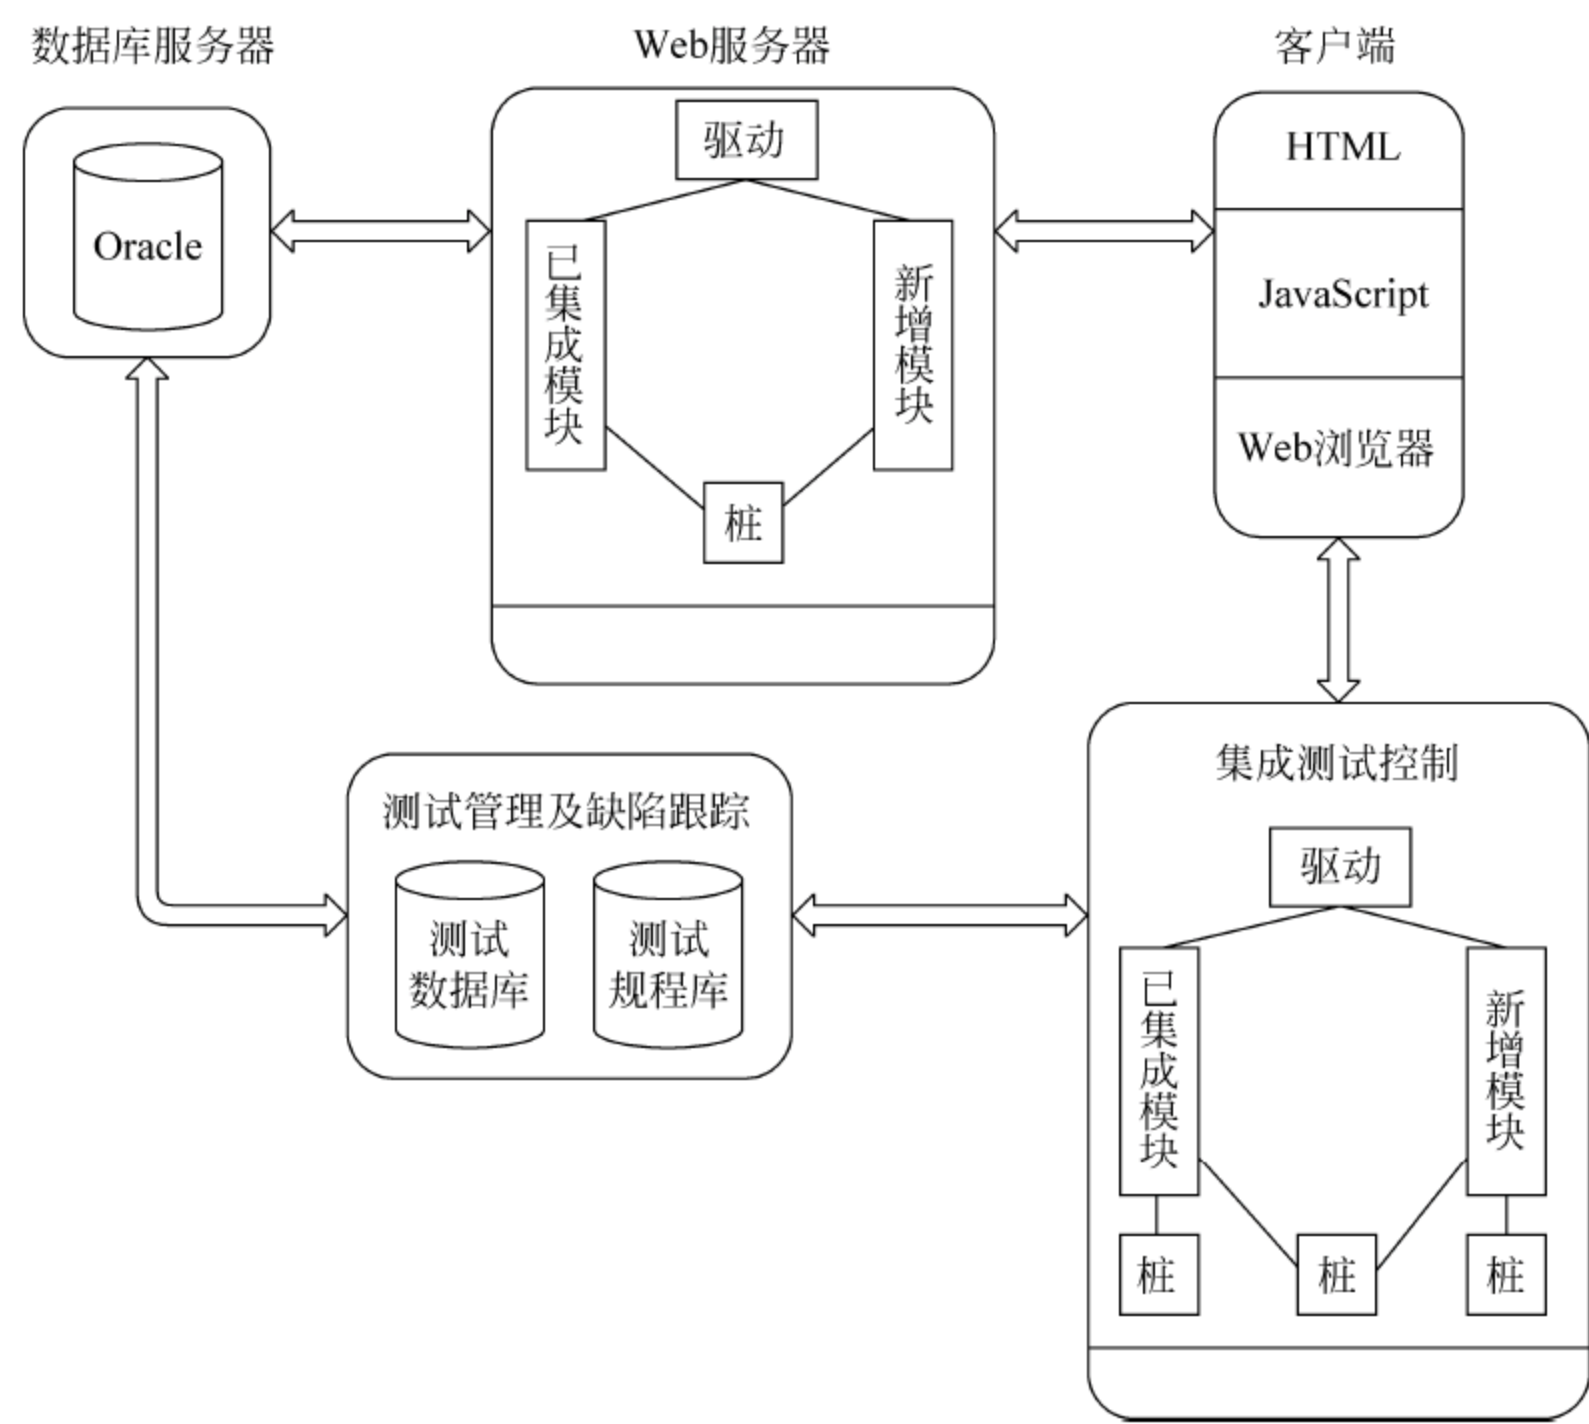 数据库服务器
Web服务器
客户端
Oracle
驱动
已集成模块
新增模块
桩
HTML
JavaScript
Web浏览器
测试管理及缺陷跟踪
测试
数据库
测试
规程库
集成测试控制
驱动
已集成模块
新增模块
桩
桩
桩